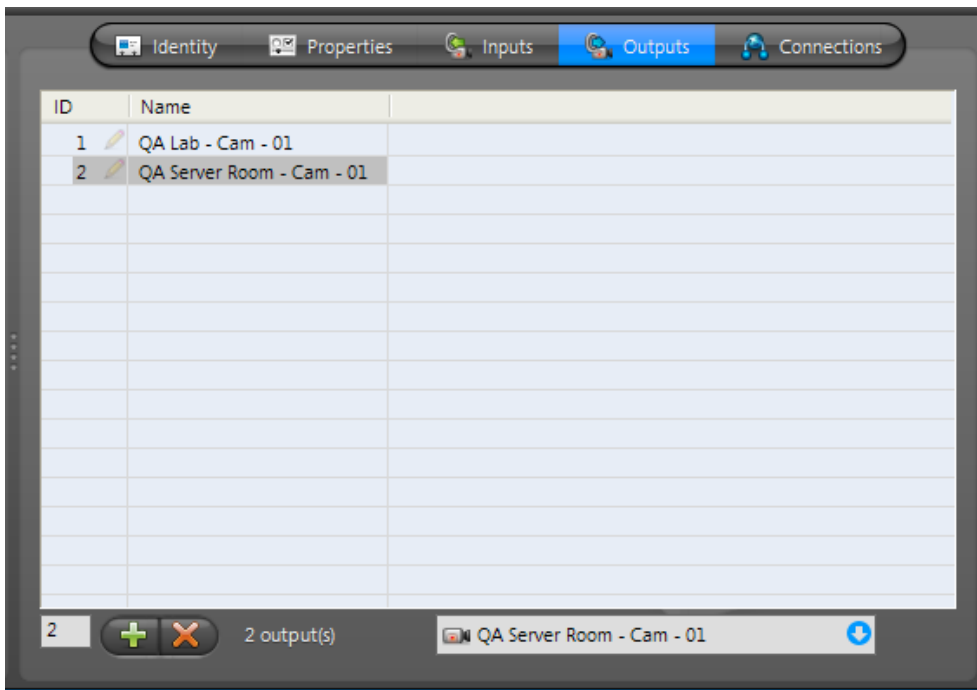 Identity Properties Inputs Outputs Connections
ID Name
1 QA Lab - Cam - 01
2 QA Server Room - Cam - 01
2 2 output(s) QA Server Room - Cam - 01